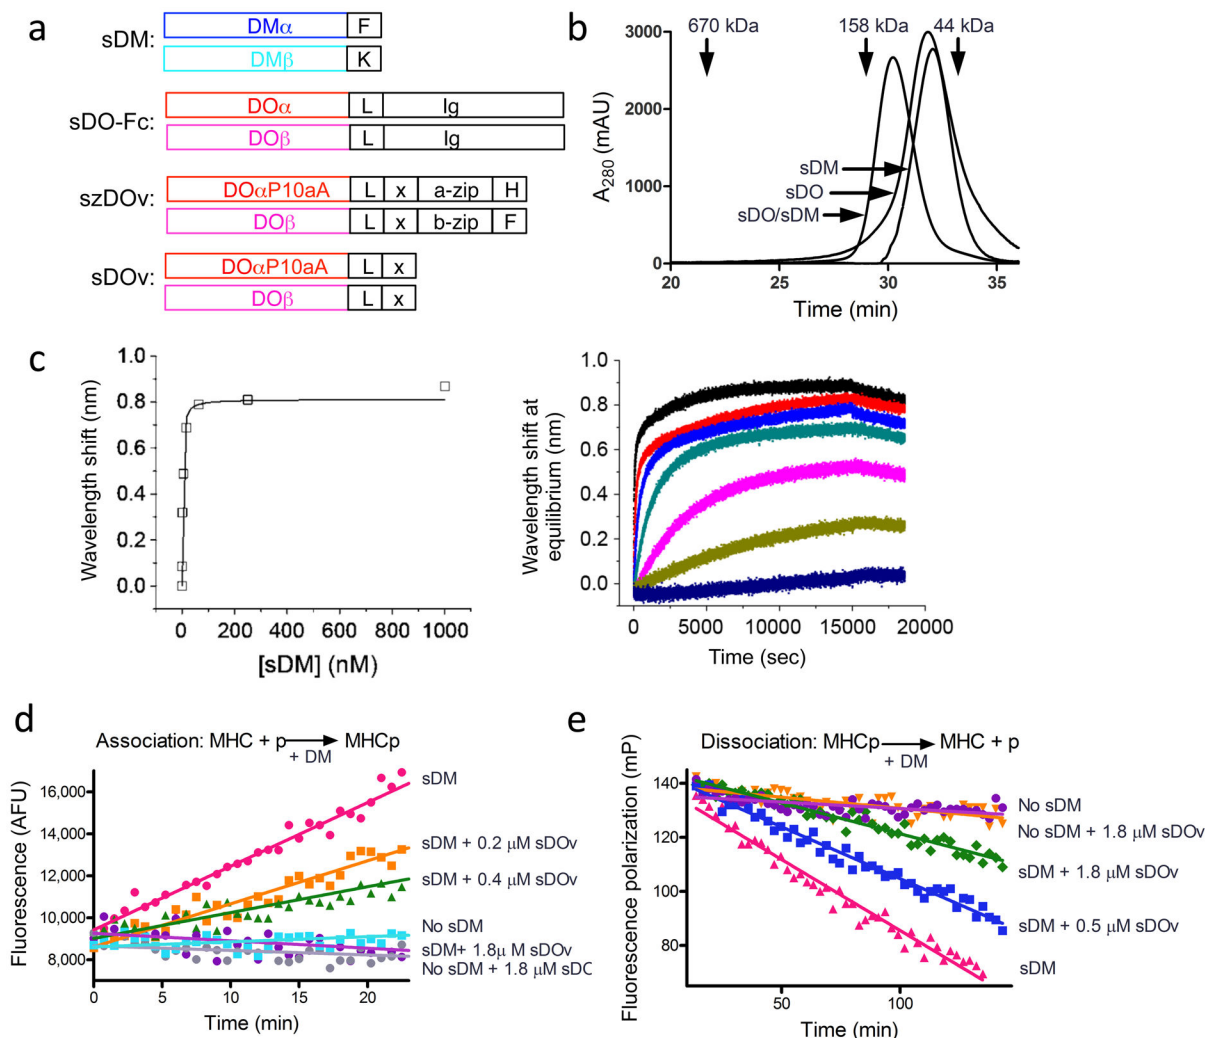 a
sDM:
DMα F
DMβ K
sDO-Fc:
DOα L Ig
DOβ L Ig
szDOv:
DOαP10aA L x a-zip H
DOβ L x b-zip F
sDOv:
DOαP10aA L x
DOβ L x
b
670 kDa 158 kDa 44 kDa
A280 (mAU)
3000
2000
1000
0
sDM
sDO
sDO/sDM
20 25 30 35
Time (min)
c
Wavelength shift (nm)
1.0
0.8
0.6
0.4
0.2
0.0
0 200 400 600 800 1000
[sDM] (nM)
Wavelength shift at
equilibrium (nm)
1.0
0.8
0.6
0.4
0.2
0.0
0 5000 10000 15000 20000
Time (sec)
d
Association: MHC + p MHCp
+ DM
Fluorescence (AFU)
16,000
14,000
12,000
10,000
8,000
sDM
sDM + 0.2 μM sDOv
sDM + 0.4 μM sDOv
No sDM
sDM+ 1.8μ M sDOv
No sDM + 1.8 μM sDO
0 5 10 15 20
Time (min)
e
Dissociation: MHCp MHC + p
+ DM
Fluorescence polarization (mP)
140
120
100
80
No sDM
No sDM + 1.8 μM sDOv
sDM + 1.8 μM sDOv
sDM + 0.5 μM sDOv
sDM
50 100
Time (min)